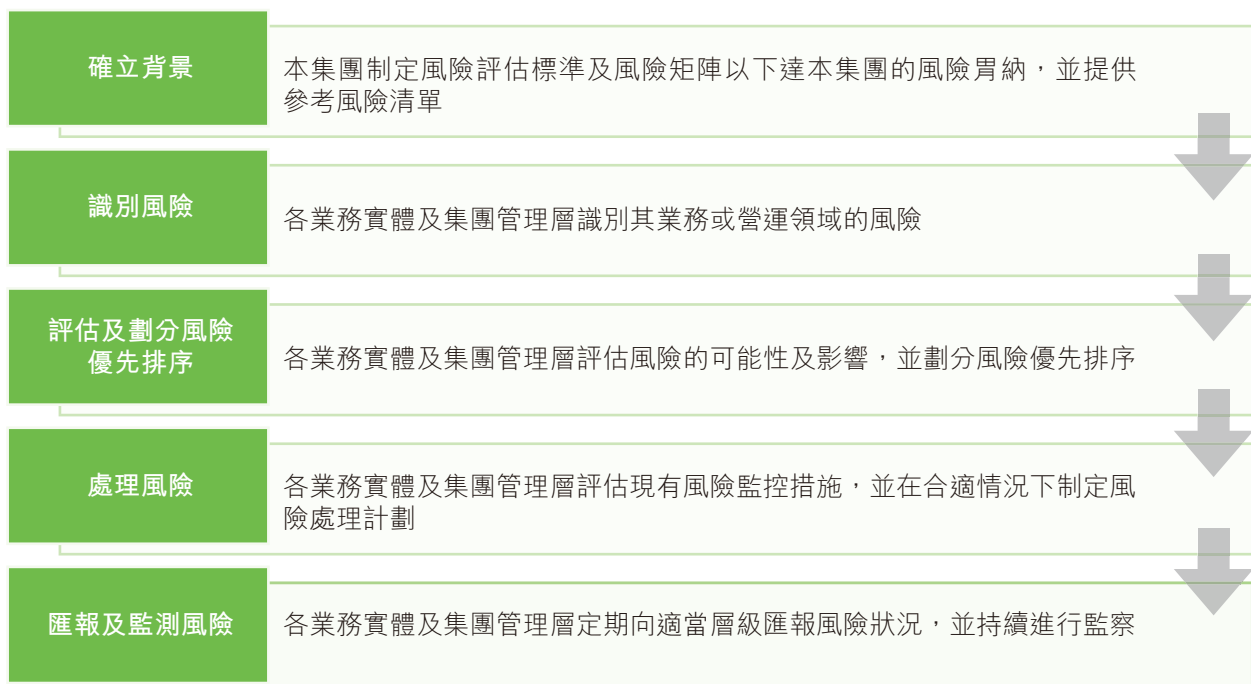 確立背景
本集團制定風險評估標準及風險矩陣以下達本集團的風險胃納，並提供
參考風險清單
識別風險
各業務實體及集團管理層識別其業務或營運領域的風險
評估及劃分風險
優先排序
各業務實體及集團管理層評估風險的可能性及影響，並劃分風險優先排序
處理風險
各業務實體及集團管理層評估現有風險監控措施，並在合適情況下制定風
險處理計劃
匯報及監測風險
各業務實體及集團管理層定期向適當層級匯報風險狀況，並持續進行監察